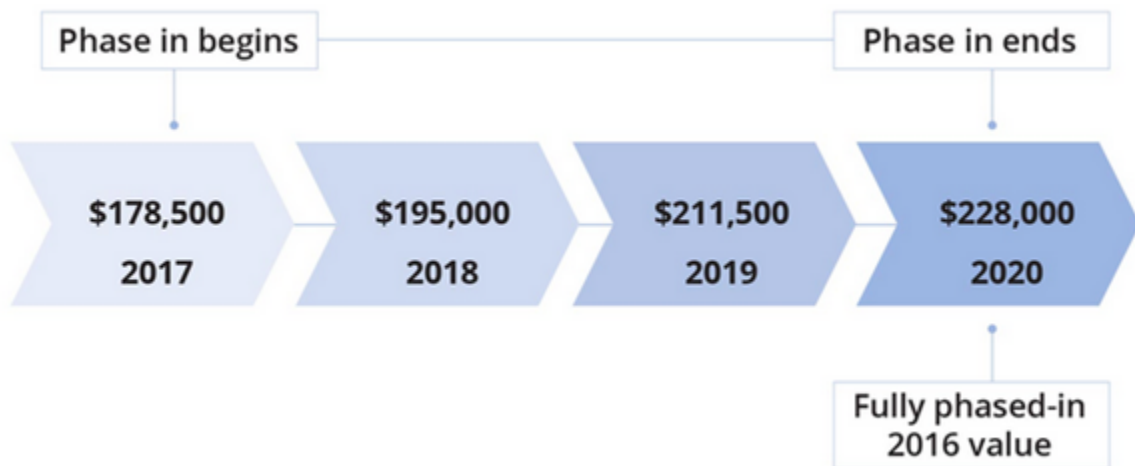 Phase in begins
Phase in ends
$178,500
2017
$195,000
2018
$211,500
2019
$228,000
2020
Fully phased-in
2016 value